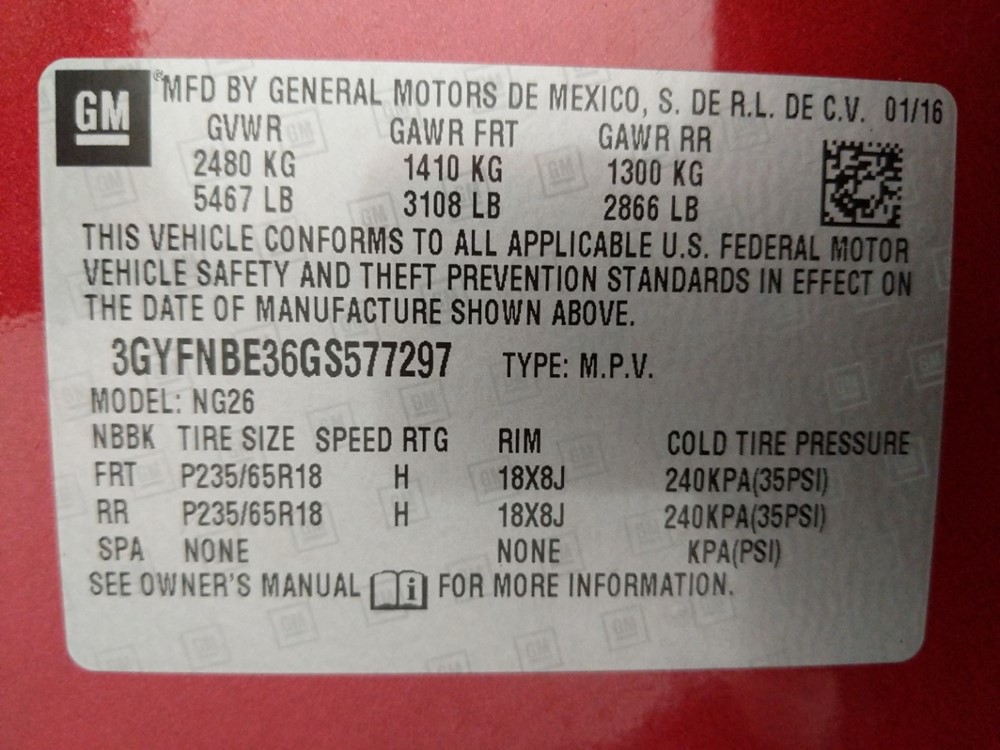 GM ® MFD BY GENERAL MOTORS DE MEXICO, S. DE R.L. DE C.V. 01/16
GVWR GAWR FRT GAWR RR
2480 KG 1410 KG 1300 KG
5467 LB 3108 LB 2866 LB
THIS VEHICLE CONFORMS TO ALL APPLICABLE U.S. FEDERAL MOTOR
VEHICLE SAFETY AND THEFT PREVENTION STANDARDS IN EFFECT ON
THE DATE OF MANUFACTURE SHOWN ABOVE.
3GYFNBE36GS577297 TYPE: M.P.V.
MODEL: NG26
NBBK TIRE SIZE SPEED RTG RIM COLD TIRE PRESSURE
FRT P235/65R18 H 18X8J 240KPA(35PSI)
RR P235/65R18 H 18X8J 240KPA(35PSI)
SPA NONE NONE KPA(PSI)
SEE OWNER'S MANUAL i FOR MORE INFORMATION.